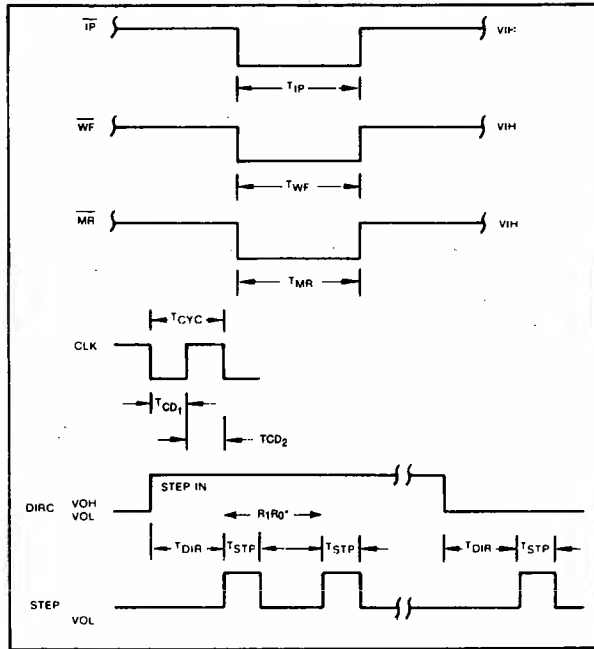 IP VIH
TIP
WF VIH
TWF
MR VIH
TMR
TCYC
CLK
TCD1
TCD2
STEP IN
DIRC VOH
VOL
R1R0*
TDIR TSTP TSTP TDIR TSTP
STEP
VOL